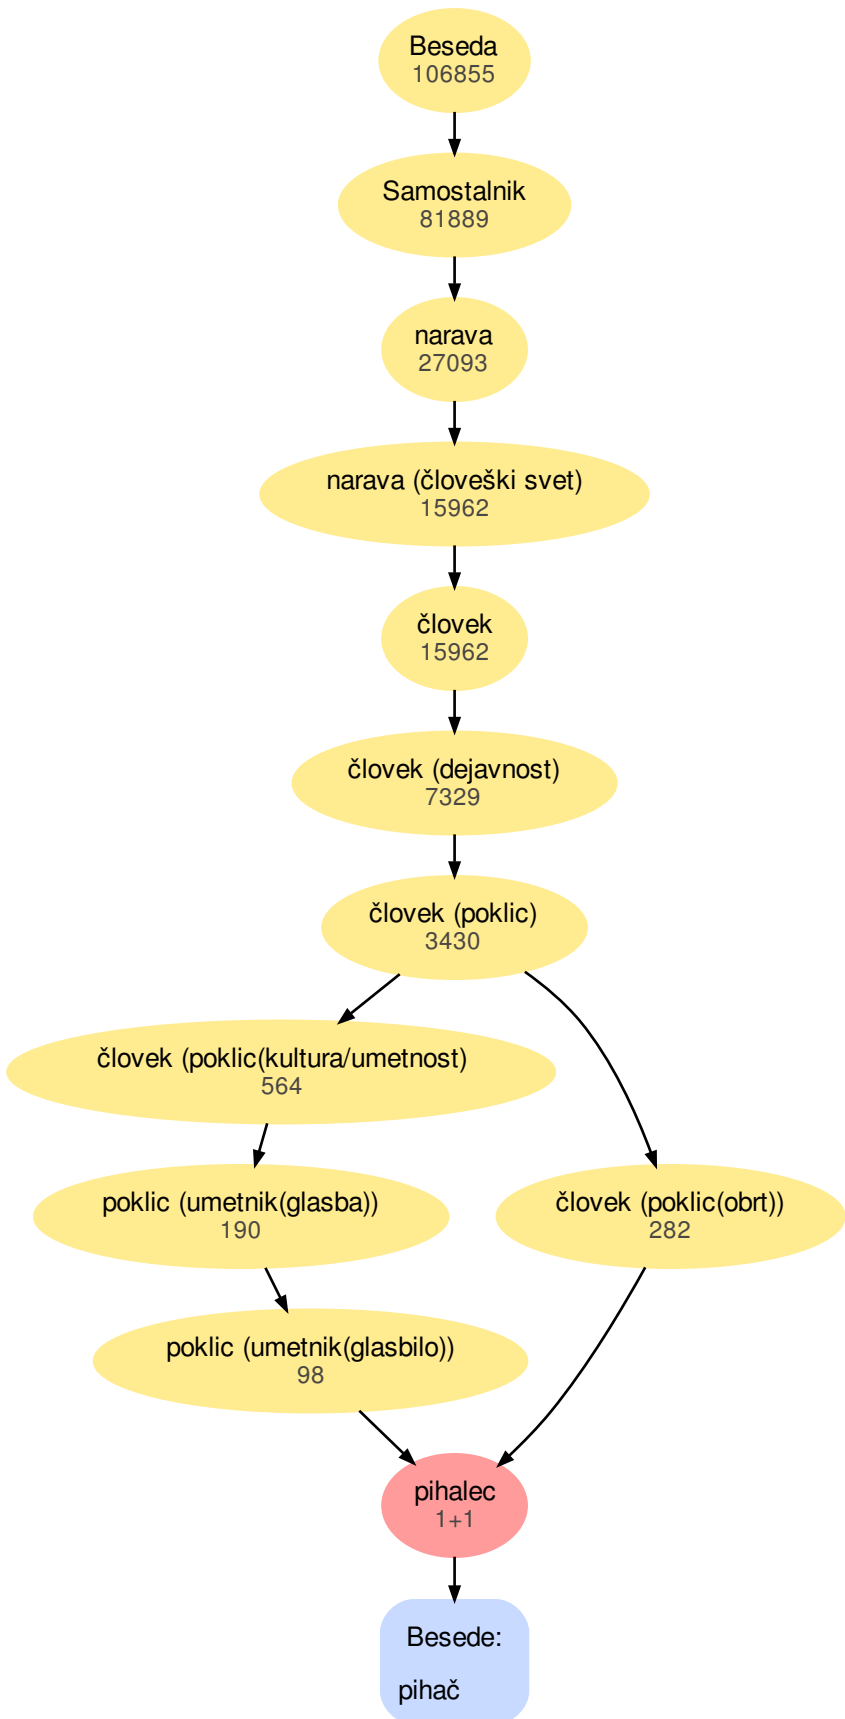 Beseda
106855
Samostalnik
81889
narava
27093
narava (človeški svet)
15962
človek
15962
človek (dejavnost)
7329
človek (poklic)
3430
človek (poklic(kultura/umetnost)
564
poklic (umetnik(glasba))
190
človek (poklic(obrt))
282
poklic (umetnik(glasbilo))
98
pihalec
1+1
Besede:
pihač